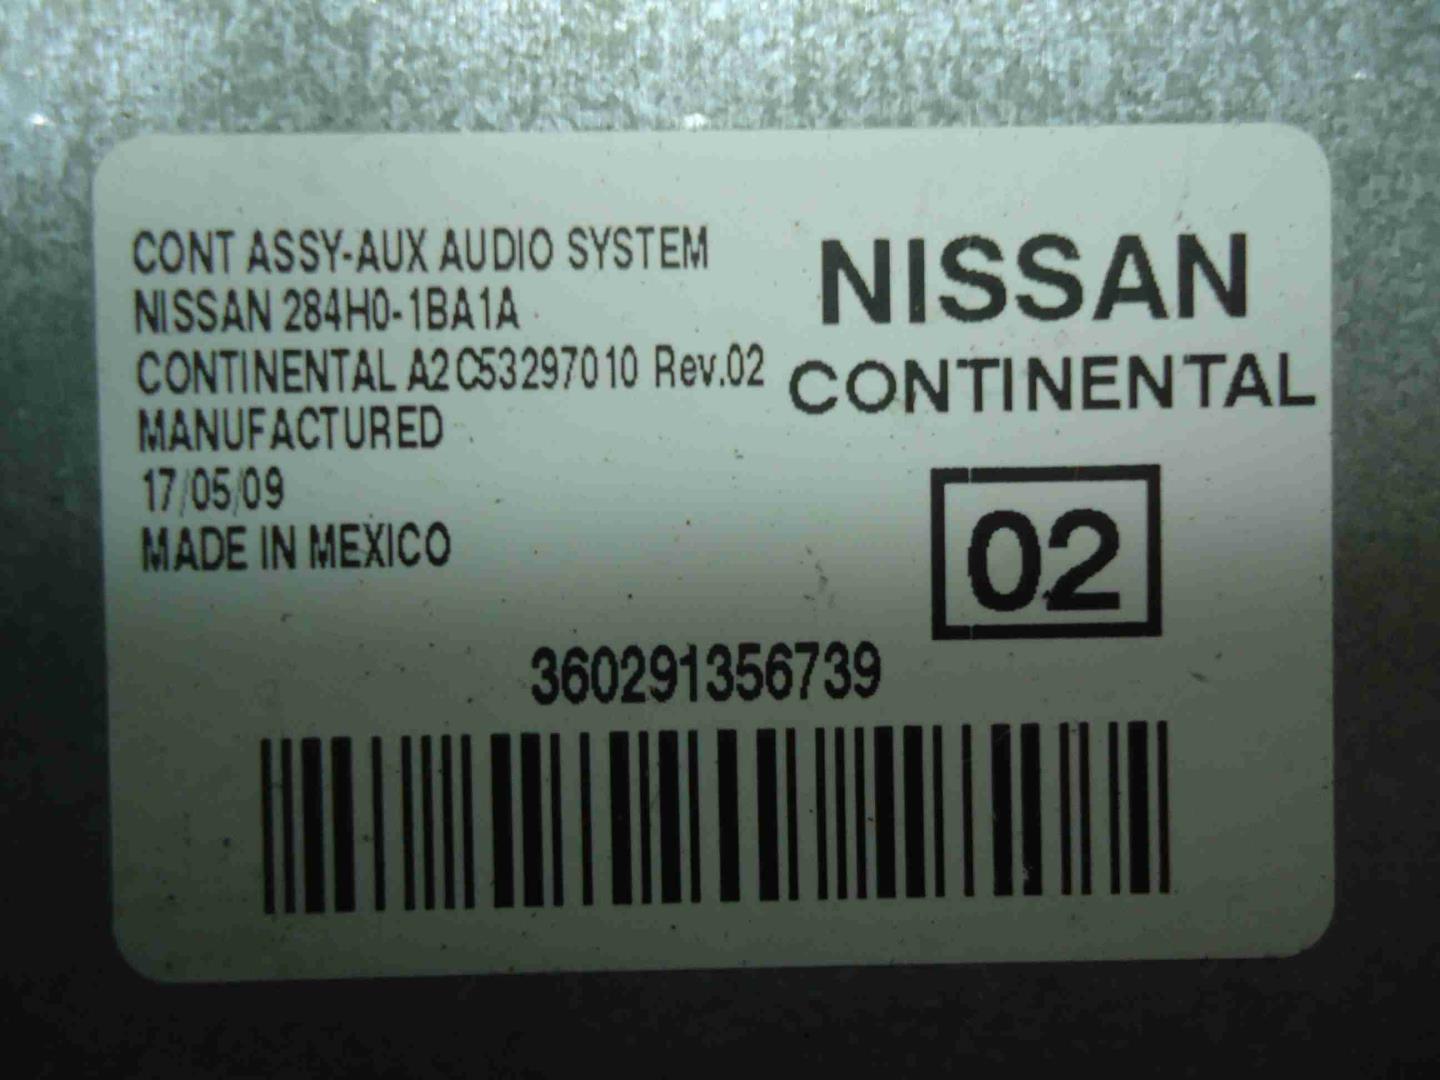 CONT ASSY-AUX AUDIO SYSTEM
NISSAN 284H0-1BA1A
CONTINENTAL A2C53297010 Rev.02
MANUFACTURED
17/05/09
MADE IN MEXICO
NISSAN
CONTINENTAL
02
360291356739